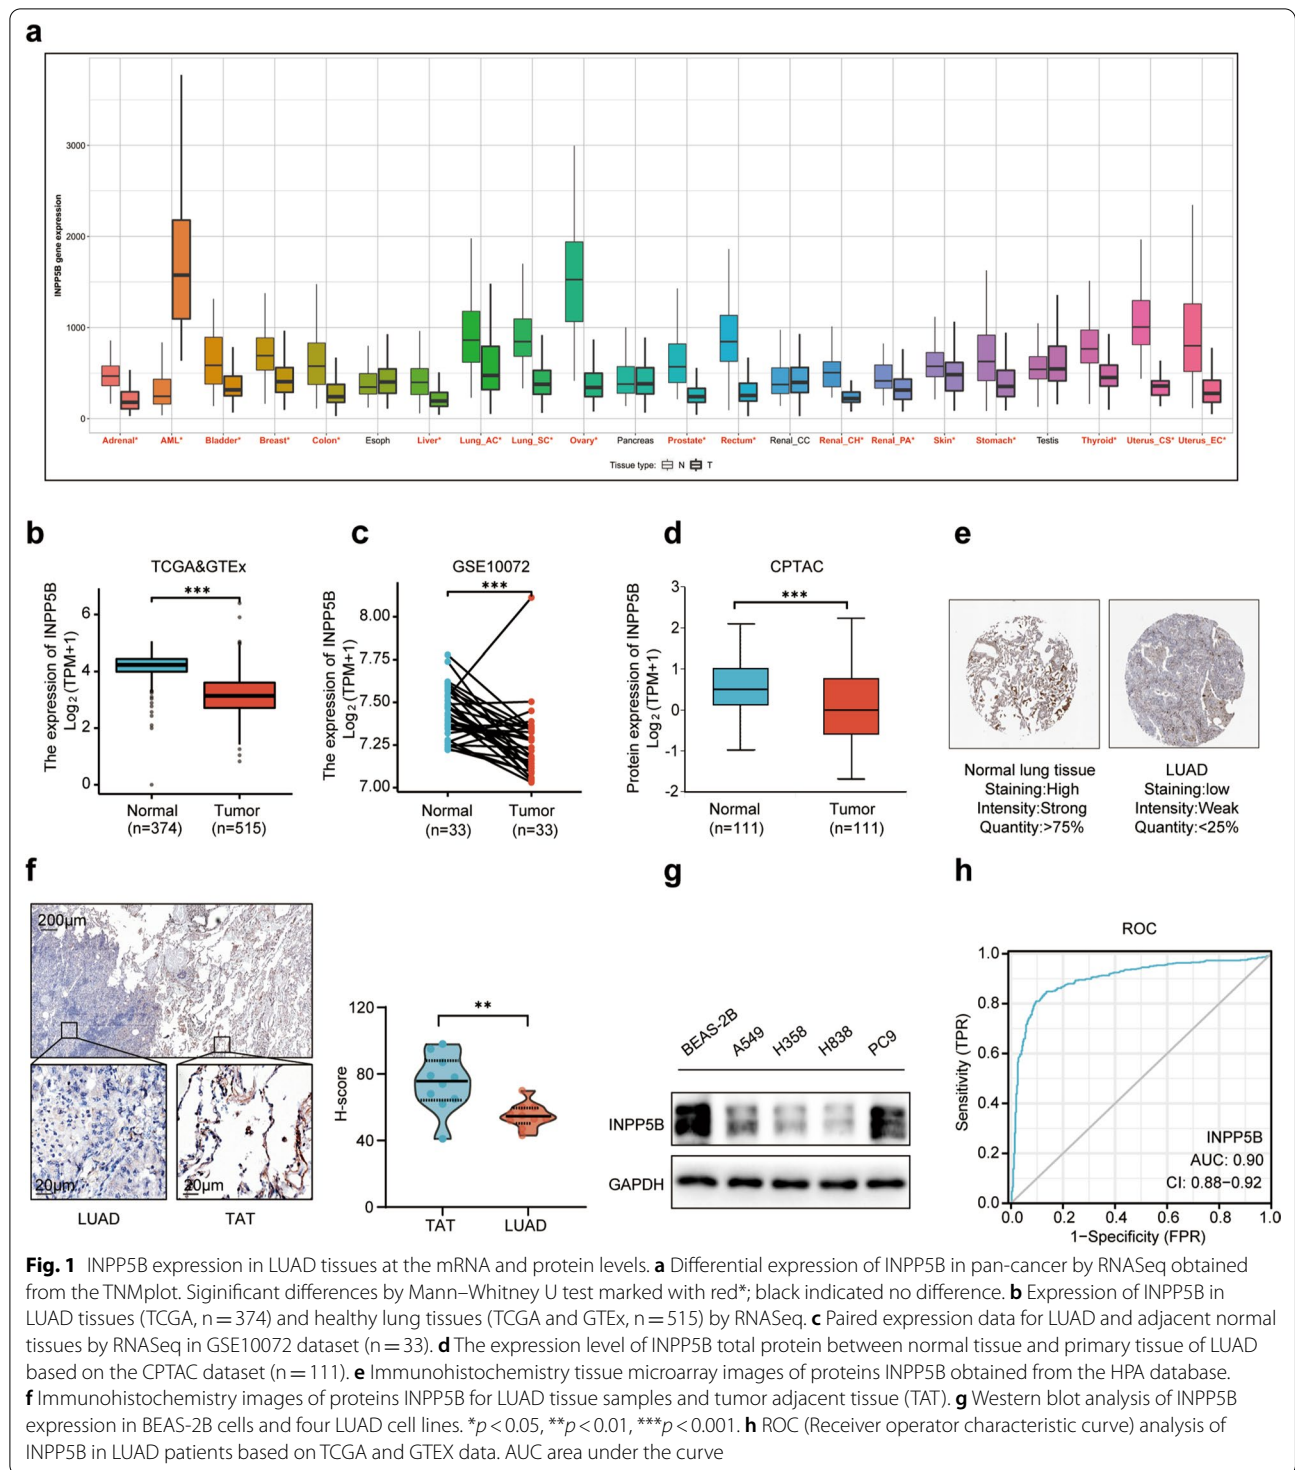 a
INPP5B gene expression
3000
2000
1000
0
Adrenal* AML* Bladder* Breast* Colon* Esoph Liver* Lung_AC* Lung_SC* Ovary* Pancreas Prostate* Rectum* Renal_CC Renal_CH* Renal_PA* Skin* Stomach* Testis Thyroid* Uterus_CS* Uterus_EC*
Tissue type: N T
b
TCGA&GTEx
The expression of INPP5B
Log₂ (TPM+1)
***
6
4
2
0
Normal Tumor
(n=374) (n=515)
c
GSE10072
The expression of INPP5B
Log₂ (TPM+1)
***
8.00
7.75
7.50
7.25
7.00
Normal Tumor
(n=33) (n=33)
d
CPTAC
Protein expression of INPP5B
Log₂ (TPM+1)
***
3
2
1
0
-1
-2
Normal Tumor
(n=111) (n=111)
e
Normal lung tissue
Staining:High
Intensity:Strong
Quantity:>75%
LUAD
Staining:low
Intensity:Weak
Quantity:<25%
f
200μm
20μm
20μm
LUAD TAT
H-score
**
120
80
40
0
TAT LUAD
g
BEAS-2B A549 H358 H838 PC9
INPP5B
GAPDH
h
ROC
Sensitivity (TPR)
1.0
0.8
0.6
0.4
0.2
0.0
INPP5B
AUC: 0.90
CI: 0.88−0.92
0.0 0.2 0.4 0.6 0.8 1.0
1−Specificity (FPR)
Fig. 1 INPP5B expression in LUAD tissues at the mRNA and protein levels. a Differential expression of INPP5B in pan-cancer by RNASeq obtained
from the TNMplot. Siginificant differences by Mann–Whitney U test marked with red*; black indicated no difference. b Expression of INPP5B in
LUAD tissues (TCGA, n = 374) and healthy lung tissues (TCGA and GTEx, n = 515) by RNASeq. c Paired expression data for LUAD and adjacent normal
tissues by RNASeq in GSE10072 dataset (n = 33). d The expression level of INPP5B total protein between normal tissue and primary tissue of LUAD
based on the CPTAC dataset (n = 111). e Immunohistochemistry tissue microarray images of proteins INPP5B obtained from the HPA database.
f Immunohistochemistry images of proteins INPP5B for LUAD tissue samples and tumor adjacent tissue (TAT). g Western blot analysis of INPP5B
expression in BEAS-2B cells and four LUAD cell lines. *p < 0.05, **p < 0.01, ***p < 0.001. h ROC (Receiver operator characteristic curve) analysis of
INPP5B in LUAD patients based on TCGA and GTEX data. AUC area under the curve